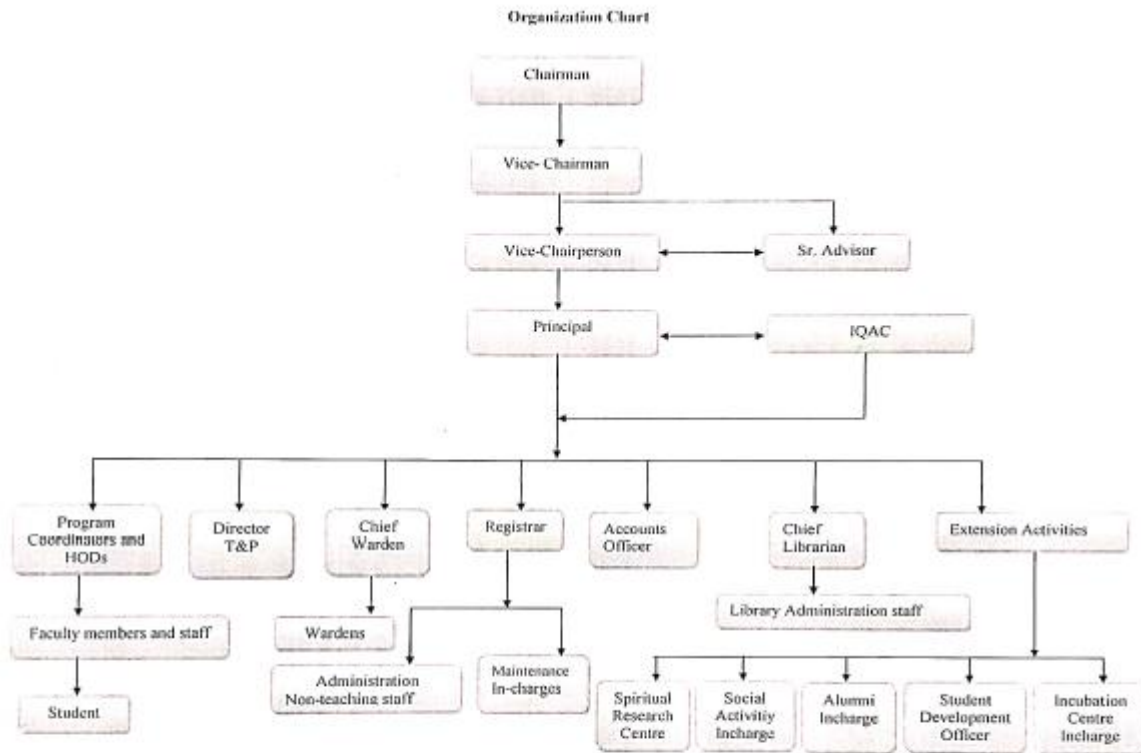 Organization Chart
Chairman
Vice- Chairman
Vice-Chairperson
Sr. Advisor
Principal
IQAC
Program
Coordinators and
HODs
Director
T&P
Chief
Warden
Registrar
Accounts
Officer
Chief
Librarian
Extension Activities
Faculty members and staff
Wardens
Library Administration staff
Student
Administration
Non-teaching staff
Maintenance
In-charges
Spiritual
Research
Centre
Social
Activitiy
Incharge
Alumni
Incharge
Student
Development
Officer
Incubation
Centre
Incharge